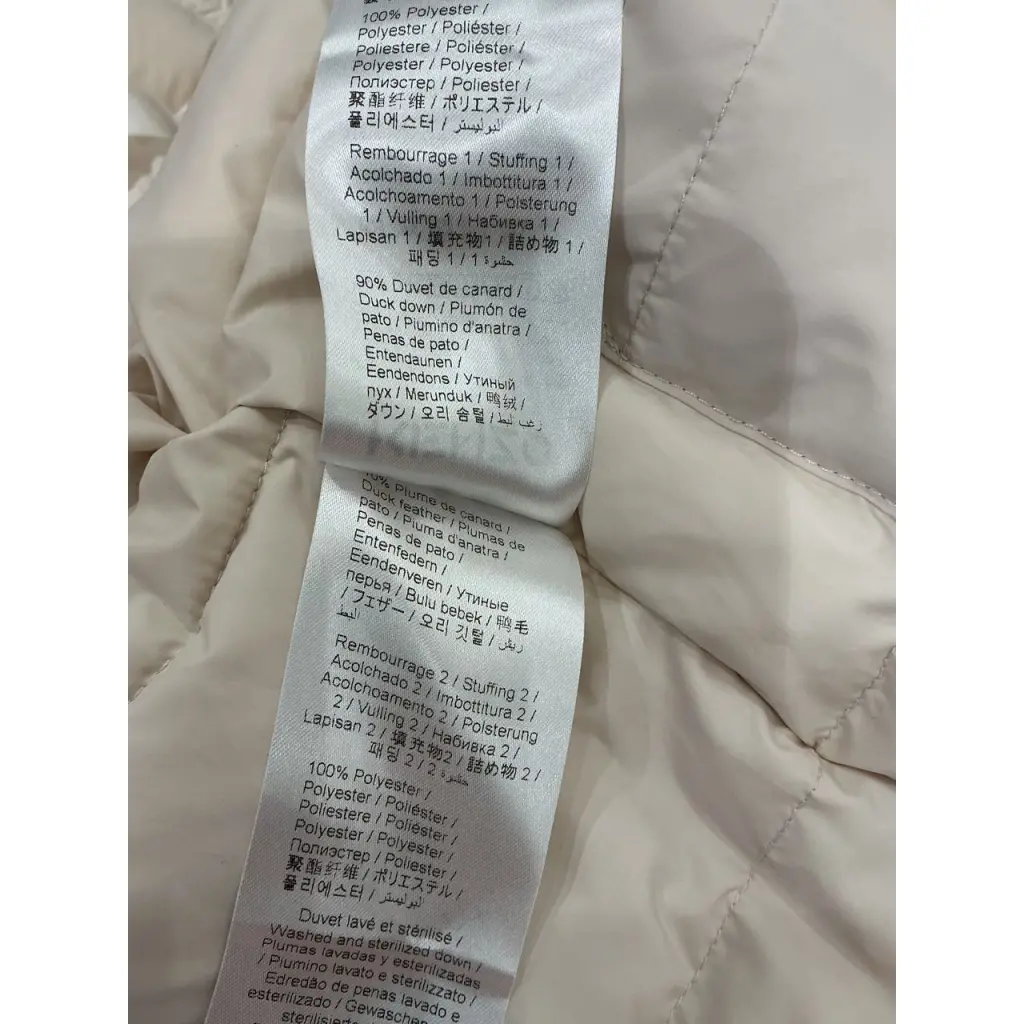 100% Polyester /
Polyester / Poliéster /
Poliestere / Poliéster /
Polyester / Polyester /
Полиэстер / Poliester /
聚酯纤维 / ポリエステル /
폴리에스터 / البوليستر
Rembourrage 1 / Stuffing 1 /
Acolchado 1 / Imbottitura 1 /
Acolchoamento 1 / Polsterung
1 / Vulling 1 / Набивка 1 /
Lapisan 1 / 填充物1 / 詰め物 1 /
패딩 1 / 1 حشوة
90% Duvet de canard /
Duck down / Plumón de
pato / Piumino d'anatra /
Penas de pato /
Entendaunen /
Eendendons / Утиный
пух / Merunduk / 鸭绒 /
ダウン / 오리 솜털 / زغب البط
10% Plume de canard /
Duck feather / Plumas de
pato / Piuma d'anatra /
Penas de pato /
Entenfedern /
Eendenveren / Утиные
перья / Bulu bebek / 鸭毛
/ フェザー / 오리 깃털 / ريش
البط
Rembourrage 2 / Stuffing 2 /
Acolchado 2 / Imbottitura 2 /
Acolchoamento 2 / Polsterung
2 / Vulling 2 / Набивка 2 /
Lapisan 2 / 填充物2 / 詰め物 2 /
패딩 2 / 2 حشوة
100% Polyester /
Polyester / Poliéster /
Poliestere / Poliéster /
Polyester / Polyester /
Полиэстер / Poliester /
聚酯纤维 / ポリエステル /
폴리에스터 / البوليستر
Duvet lavé et stérilisé /
Washed and sterilized down /
Plumas lavadas y esterilizadas
/ Piumino lavato e sterilizzato /
Edredão de penas lavado e
esterilizado / Gewaschen